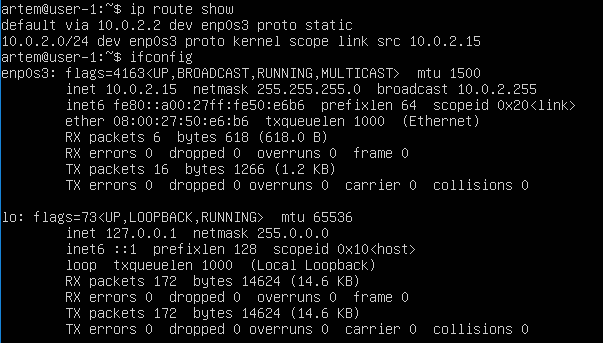 artem@user-1:~$ ip route show
default via 10.0.2.2 dev enp0s3 proto static
10.0.2.0/24 dev enp0s3 proto kernel scope link src 10.0.2.15
artem@user-1:~$ ifconfig
enp0s3: flags=4163<UP,BROADCAST,RUNNING,MULTICAST>  mtu 1500
        inet 10.0.2.15  netmask 255.255.255.0  broadcast 10.0.2.255
        inet6 fe80::a00:27ff:fe50:e6b6  prefixlen 64  scopeid 0x20<link>
        ether 08:00:27:50:e6:b6  txqueuelen 1000  (Ethernet)
        RX packets 6  bytes 618 (618.0 B)
        RX errors 0  dropped 0  overruns 0  frame 0
        TX packets 16  bytes 1266 (1.2 KB)
        TX errors 0  dropped 0 overruns 0  carrier 0  collisions 0

lo: flags=73<UP,LOOPBACK,RUNNING>  mtu 65536
        inet 127.0.0.1  netmask 255.0.0.0
        inet6 ::1  prefixlen 128  scopeid 0x10<host>
        loop  txqueuelen 1000  (Local Loopback)
        RX packets 172  bytes 14624 (14.6 KB)
        RX errors 0  dropped 0  overruns 0  frame 0
        TX packets 172  bytes 14624 (14.6 KB)
        TX errors 0  dropped 0 overruns 0  carrier 0  collisions 0